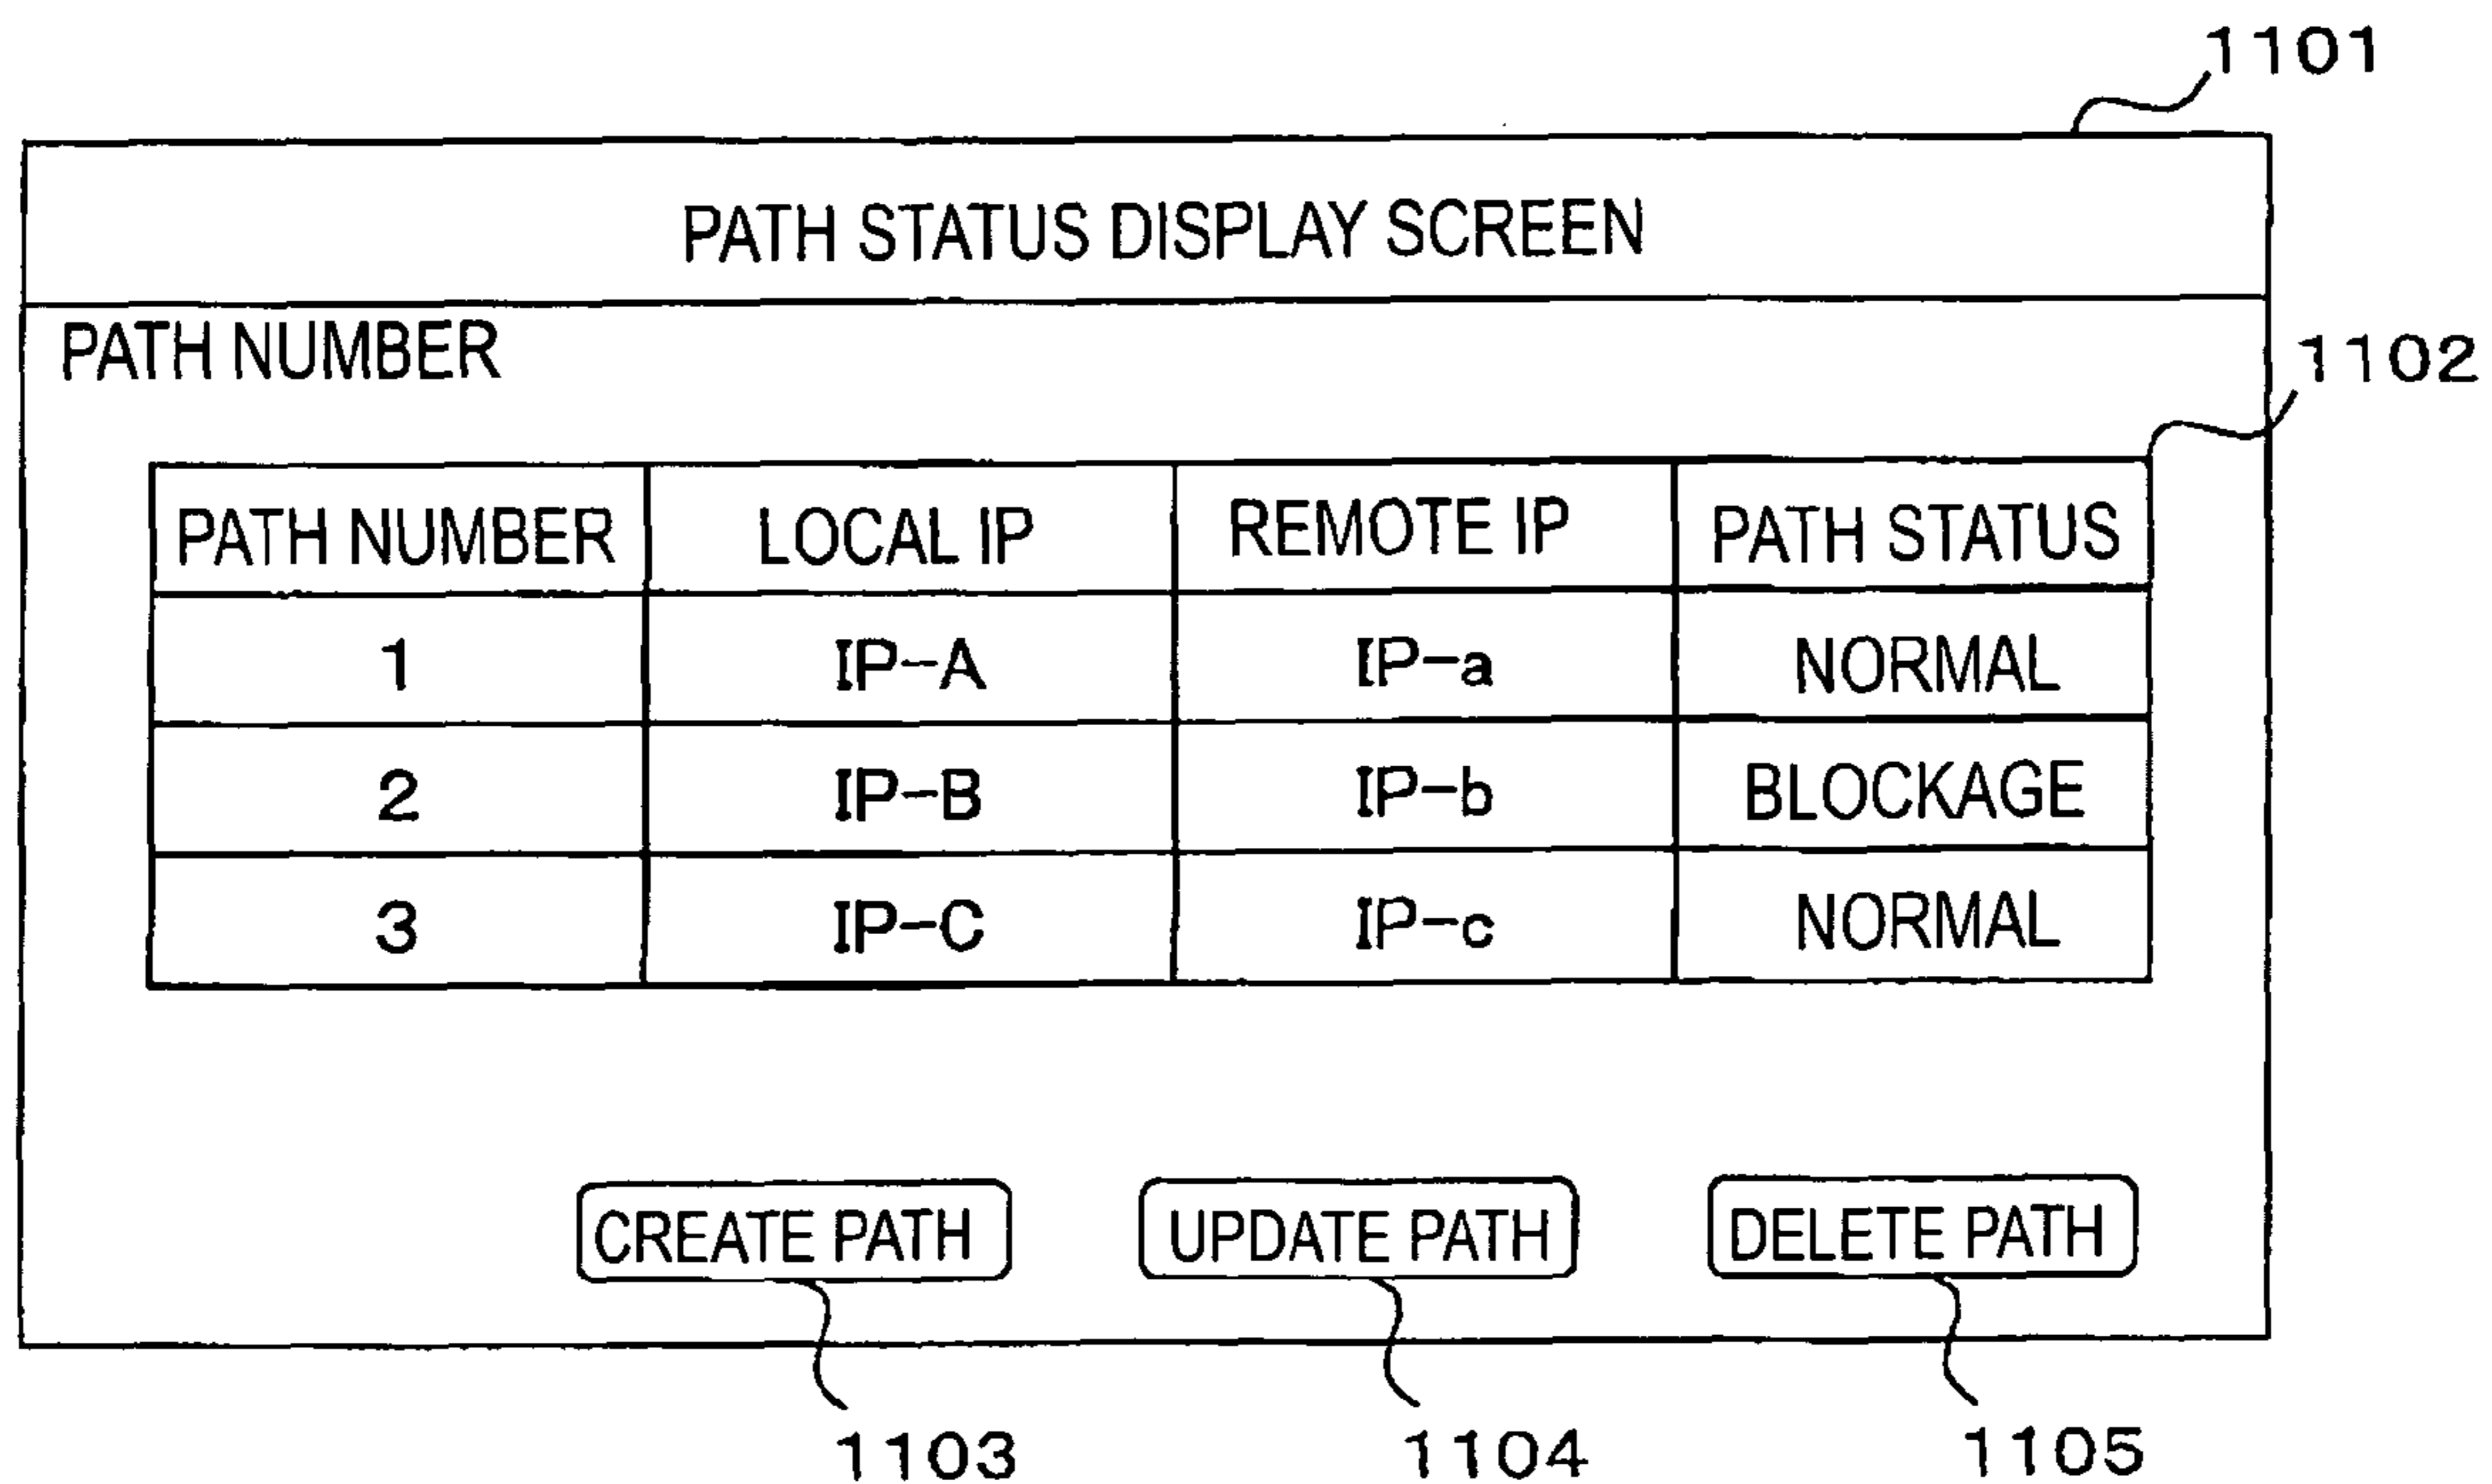 1101
PATH STATUS DISPLAY SCREEN
PATH NUMBER
1102
PATH NUMBER LOCAL IP REMOTE IP PATH STATUS
1 IP-A IP-a NORMAL
2 IP-B IP-b BLOCKAGE
3 IP-C IP-c NORMAL
CREATE PATH UPDATE PATH DELETE PATH
1103 1104 1105